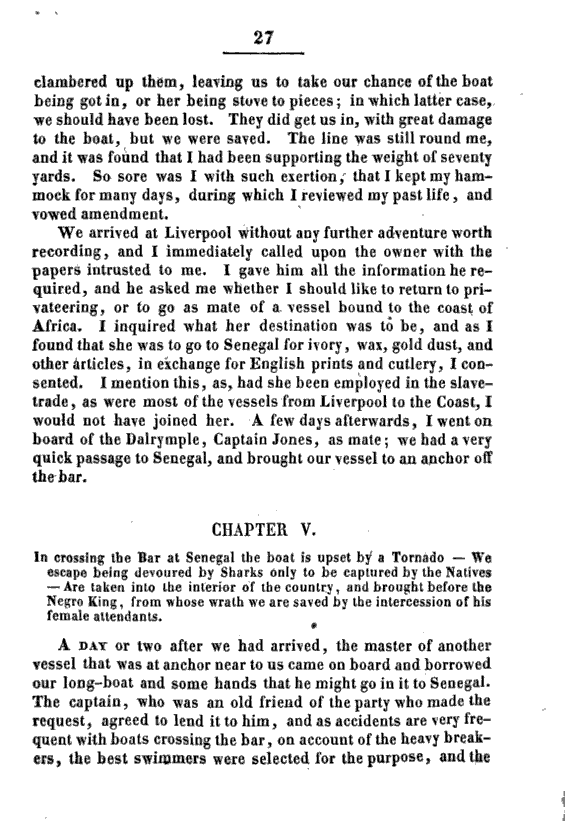 27
clambered up them, leaving us to take our chance of the boat
being got in, or her being stove to pieces; in which latter case,
we should have been lost. They did get us in, with great damage
to the boat, but we were saved. The line was still round me,
and it was found that I had been supporting the weight of seventy
yards. So sore was I with such exertion, that I kept my ham-
mock for many days, during which I reviewed my past life, and
vowed amendment.
We arrived at Liverpool without any further adventure worth
recording, and I immediately called upon the owner with the
papers intrusted to me. I gave him all the information he re-
quired, and he asked me whether I should like to return to pri-
vateering, or to go as mate of a vessel bound to the coast of
Africa. I inquired what her destination was to be, and as I
found that she was to go to Senegal for ivory, wax, gold dust, and
other articles, in exchange for English prints and cutlery, I con-
sented. I mention this, as, had she been employed in the slave-
trade, as were most of the vessels from Liverpool to the Coast, I
would not have joined her. A few days afterwards, I went on
board of the Dalrymple, Captain Jones, as mate; we had a very
quick passage to Senegal, and brought our vessel to an anchor off
the bar.
CHAPTER V.
In crossing the Bar at Senegal the boat is upset by a Tornado — We
escape being devoured by Sharks only to be captured by the Natives
— Are taken into the interior of the country, and brought before the
Negro King, from whose wrath we are saved by the intercession of his
female attendants.
A DAY or two after we had arrived, the master of another
vessel that was at anchor near to us came on board and borrowed
our long-boat and some hands that he might go in it to Senegal.
The captain, who was an old friend of the party who made the
request, agreed to lend it to him, and as accidents are very fre-
quent with boats crossing the bar, on account of the heavy break-
ers, the best swimmers were selected for the purpose, and the